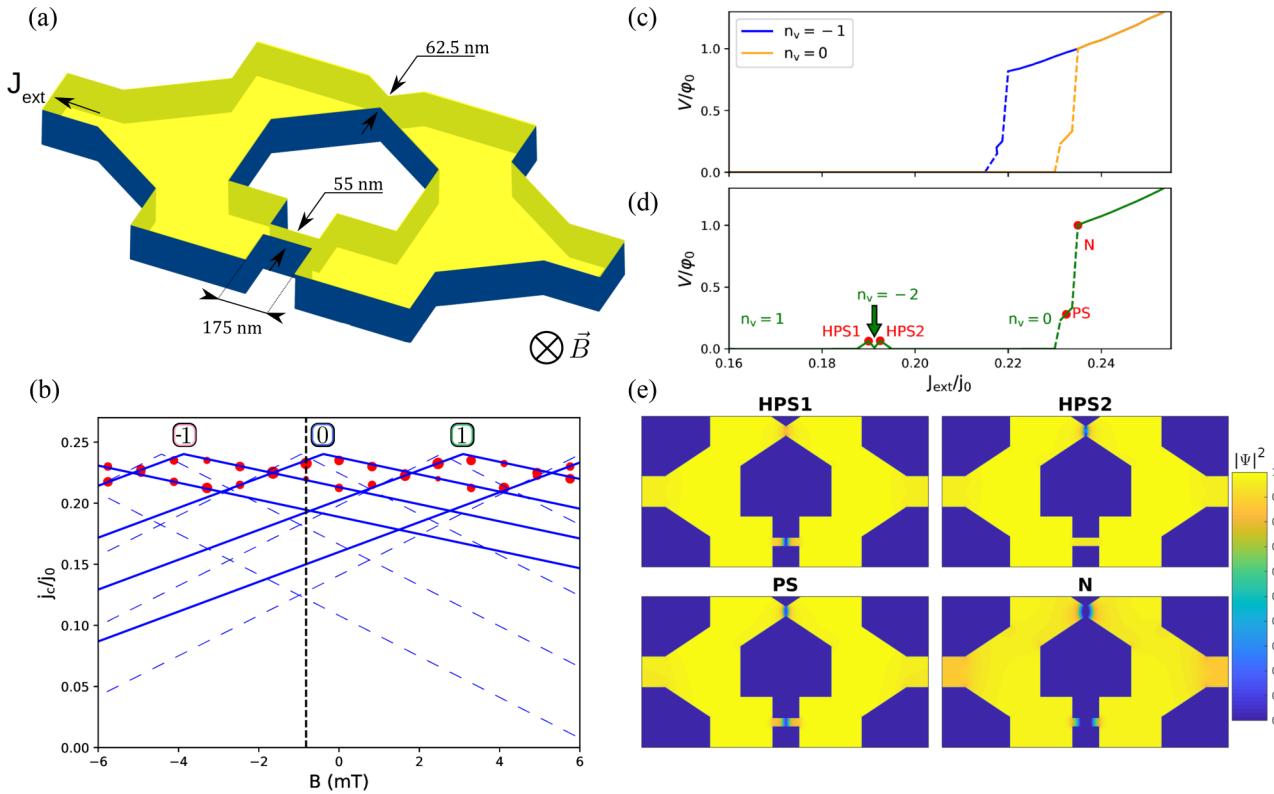 (a)
J_ext
62.5 nm
55 nm
175 nm
B⃗
(b)
j_c/j_0
0.25
0.20
0.15
0.10
0.05
0.00
-1
0
1
−6
−4
−2
0
2
4
6
B (mT)
(c)
V/φ_0
1.0
0.5
0.0
n_v = −1
n_v = 0
(d)
V/φ_0
1.0
0.5
0.0
n_v = 1
n_v = −2
HPS1
HPS2
n_v = 0
PS
N
0.16
0.18
0.20
0.22
0.24
J_ext/j_0
(e)
HPS1
HPS2
PS
N
|Ψ|²